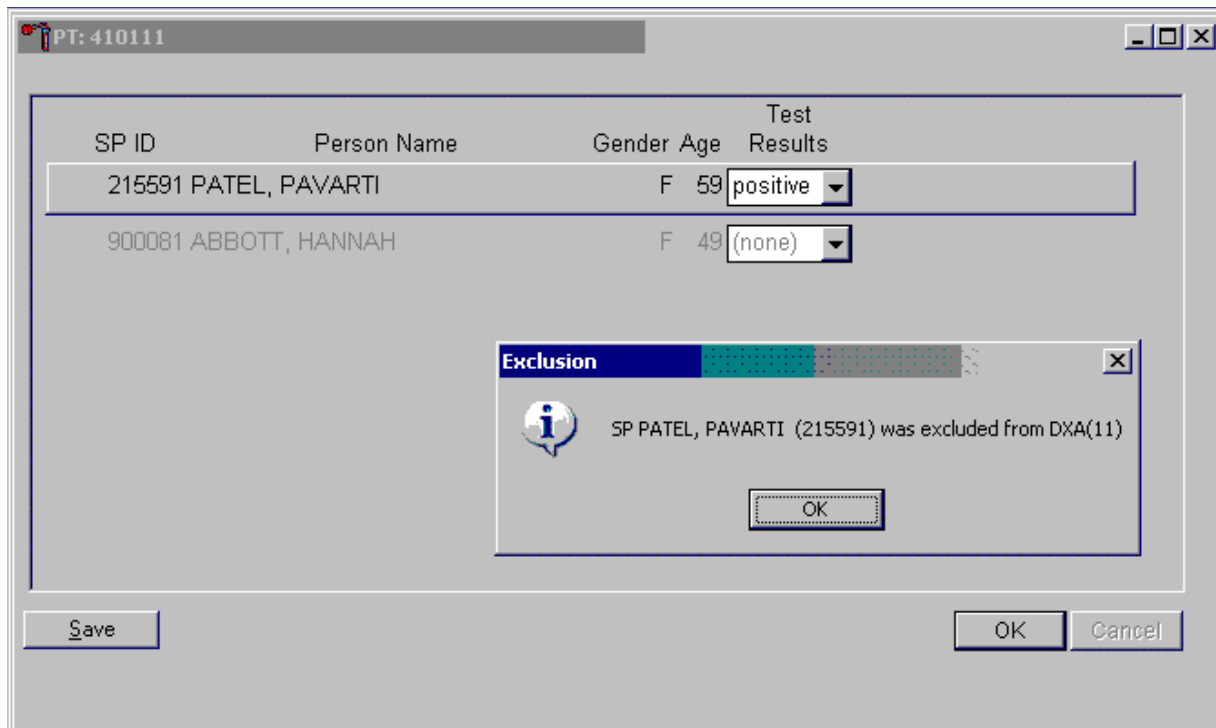 PT: 410111
Test
SP ID Person Name Gender Age Results
215591 PATEL, PAVARTI F 59 positive
900081 ABBOTT, HANNAH F 49 (none)
Exclusion
SP PATEL, PAVARTI (215591) was excluded from DXA(11)
OK
Save OK Cancel